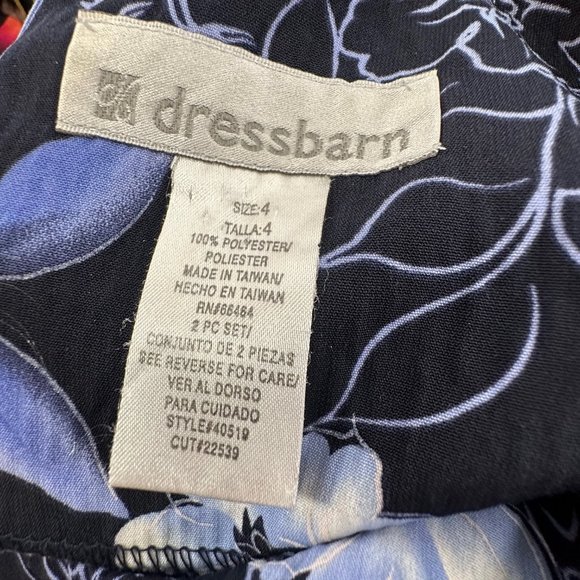 dressbarn
SIZE:4
TALLA:4
100% POLYESTER/
POLIESTER
MADE IN TAIWAN/
HECHO EN TAIWAN
RN#66464
2 PC SET/
CONJUNTO DE 2 PIEZAS
SEE REVERSE FOR CARE/
VER AL DORSO
PARA CUIDADO
STYLE#40519
CUT#22539